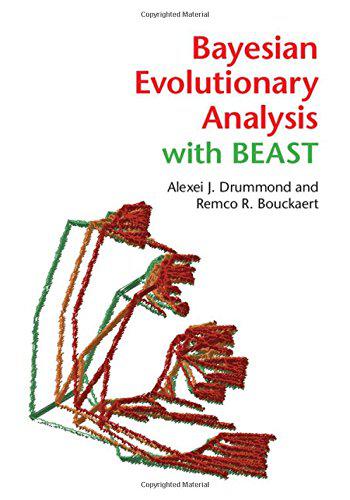 Copyrighted Material
Bayesian
Evolutionary
Analysis
with BEAST
Alexei J. Drummond and
Remco R. Bouckaert
Copyrighted Material